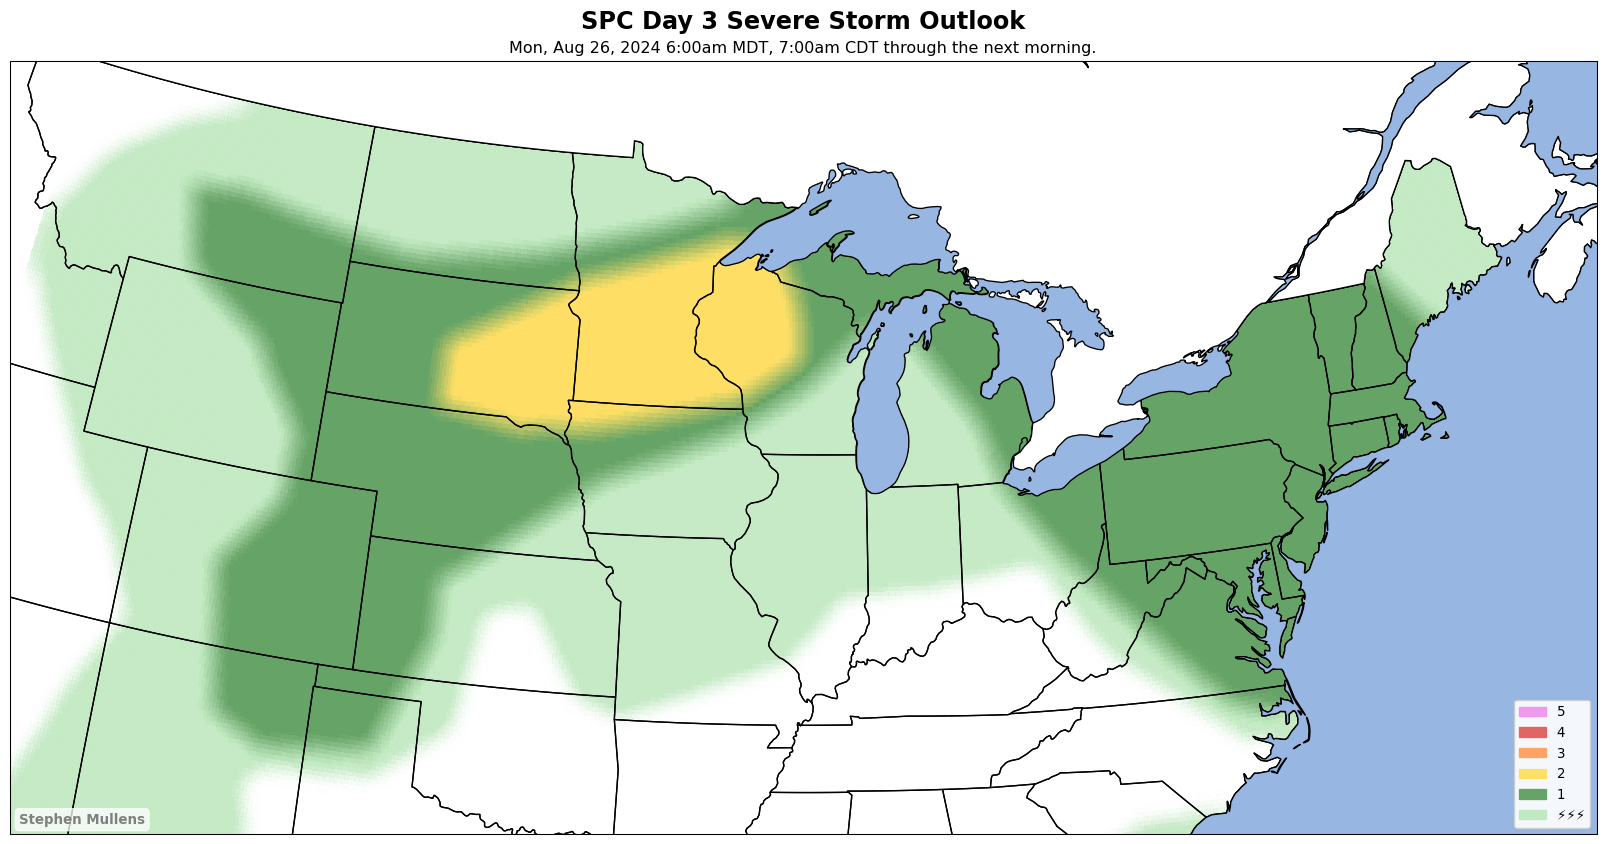 SPC Day 3 Severe Storm Outlook
Mon, Aug 26, 2024 6:00am MDT, 7:00am CDT through the next morning.
5
4
3
2
1
⚡⚡⚡
Stephen Mullens